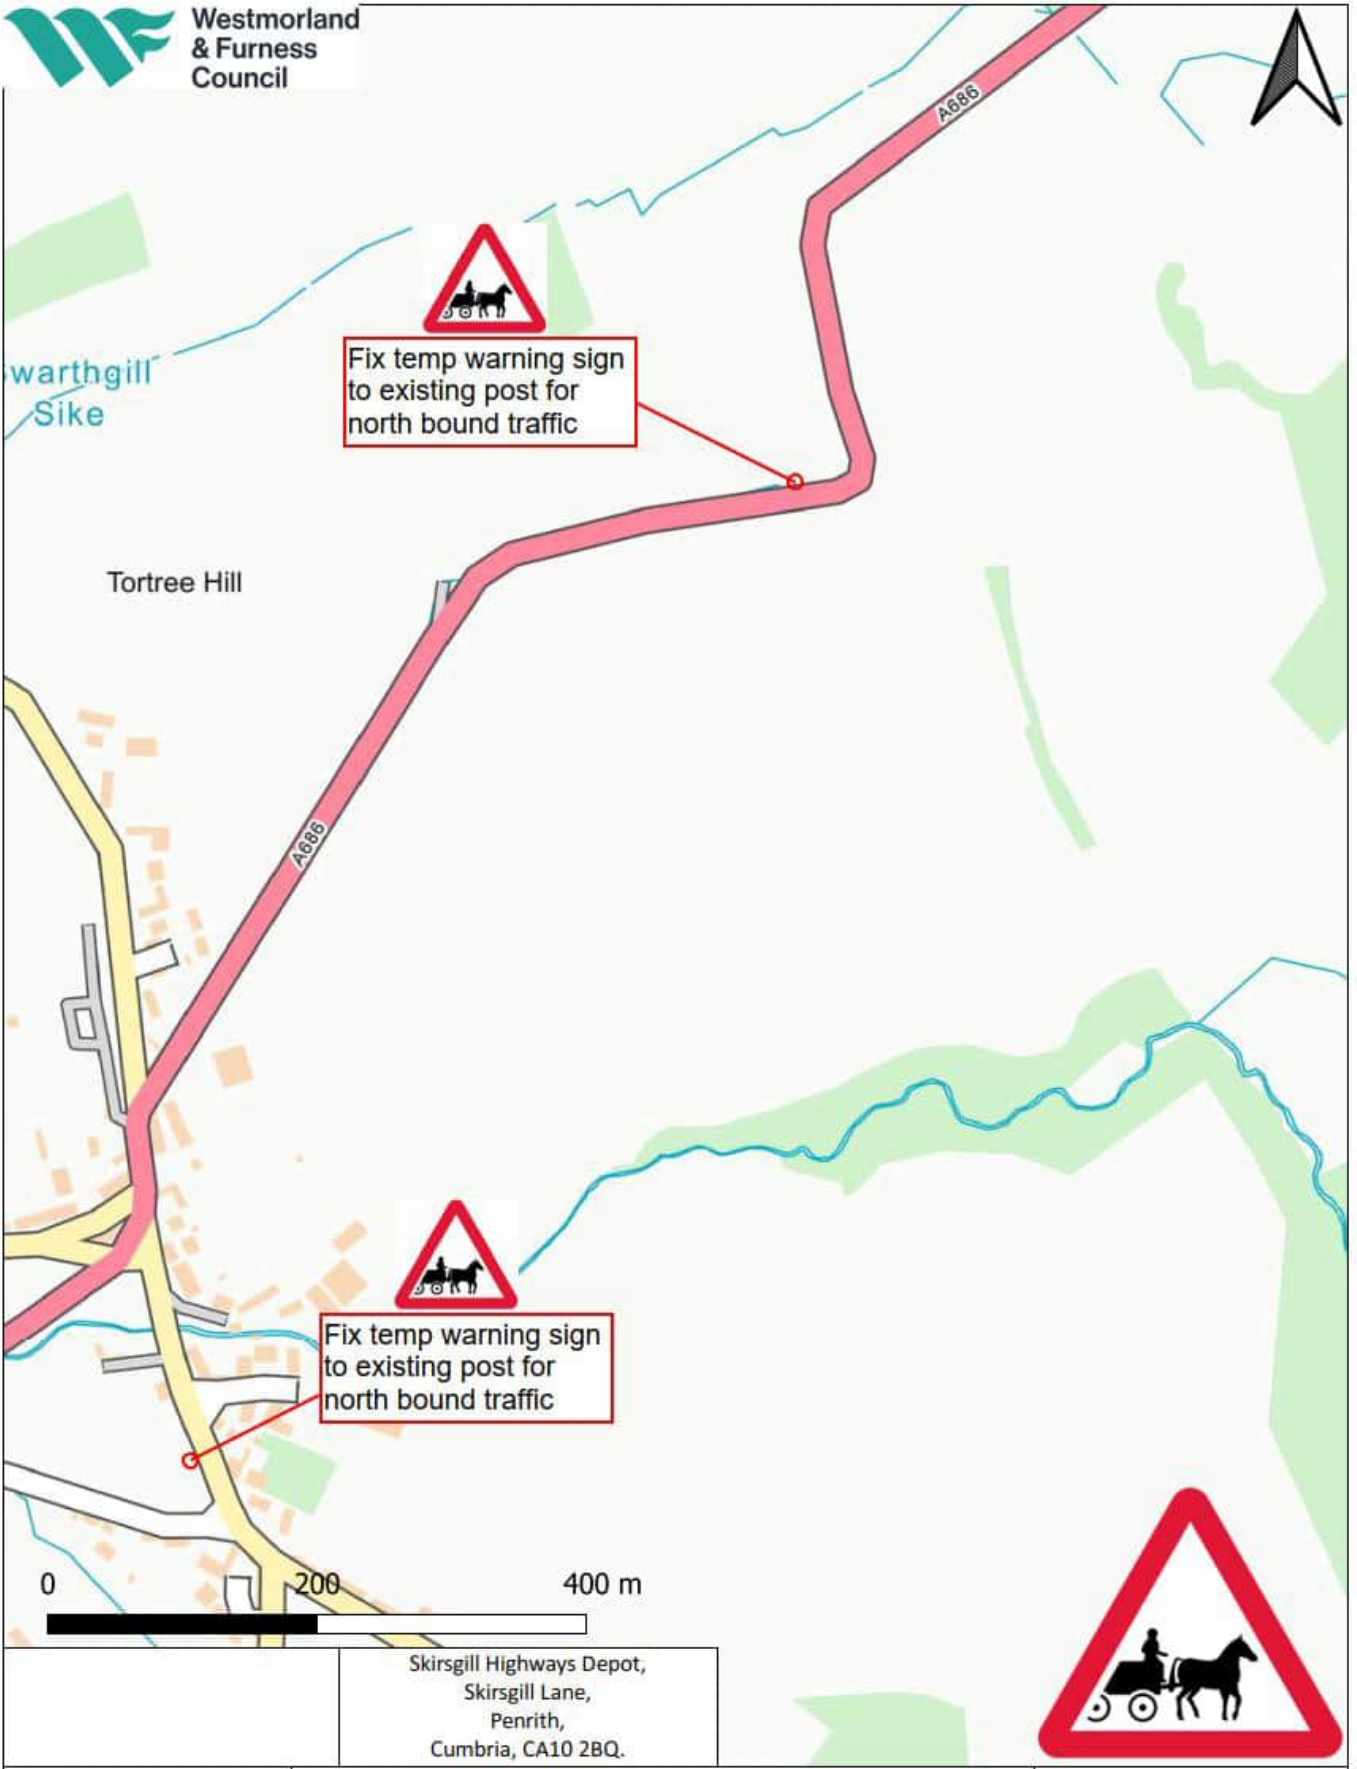 Westmorland
& Furness
Council
A686
Fix temp warning sign
to existing post for
north bound traffic
warthgill
Sike
Tortree Hill
A686
Fix temp warning sign
to existing post for
north bound traffic
0 200 400 m
Skirsgill Highways Depot,
Skirsgill Lane,
Penrith,
Cumbria, CA10 2BQ.